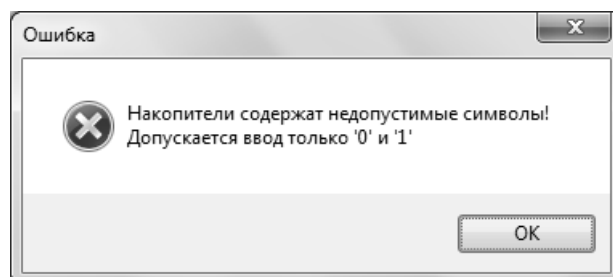 Ошибка
Накопители содержат недопустимые символы!
Допускается ввод только '0' и '1'
OK